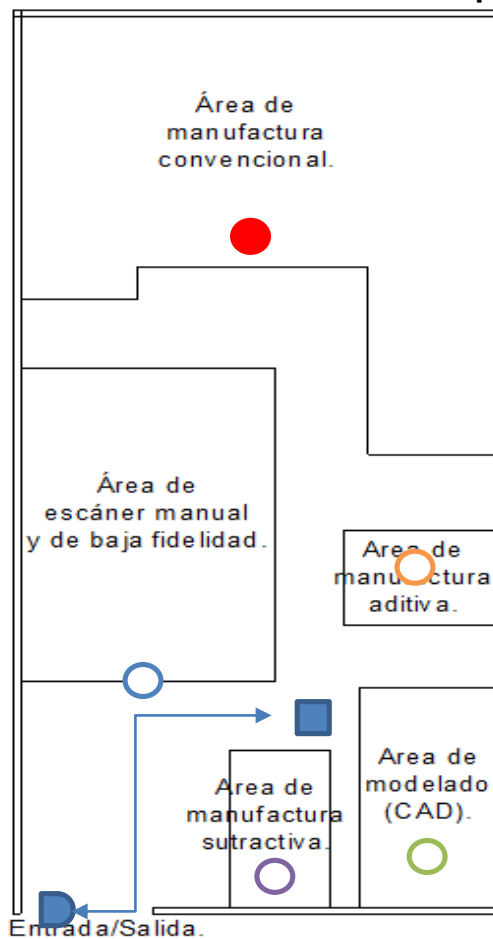 Área de
manufactura
convencional.
Área de
escáner manual
y de baja fidelidad.
Area de
manufactura
aditiva.
Area de
modelado
(CAD).
Area de
manufactura
sutractiva.
Entrada/Salida.